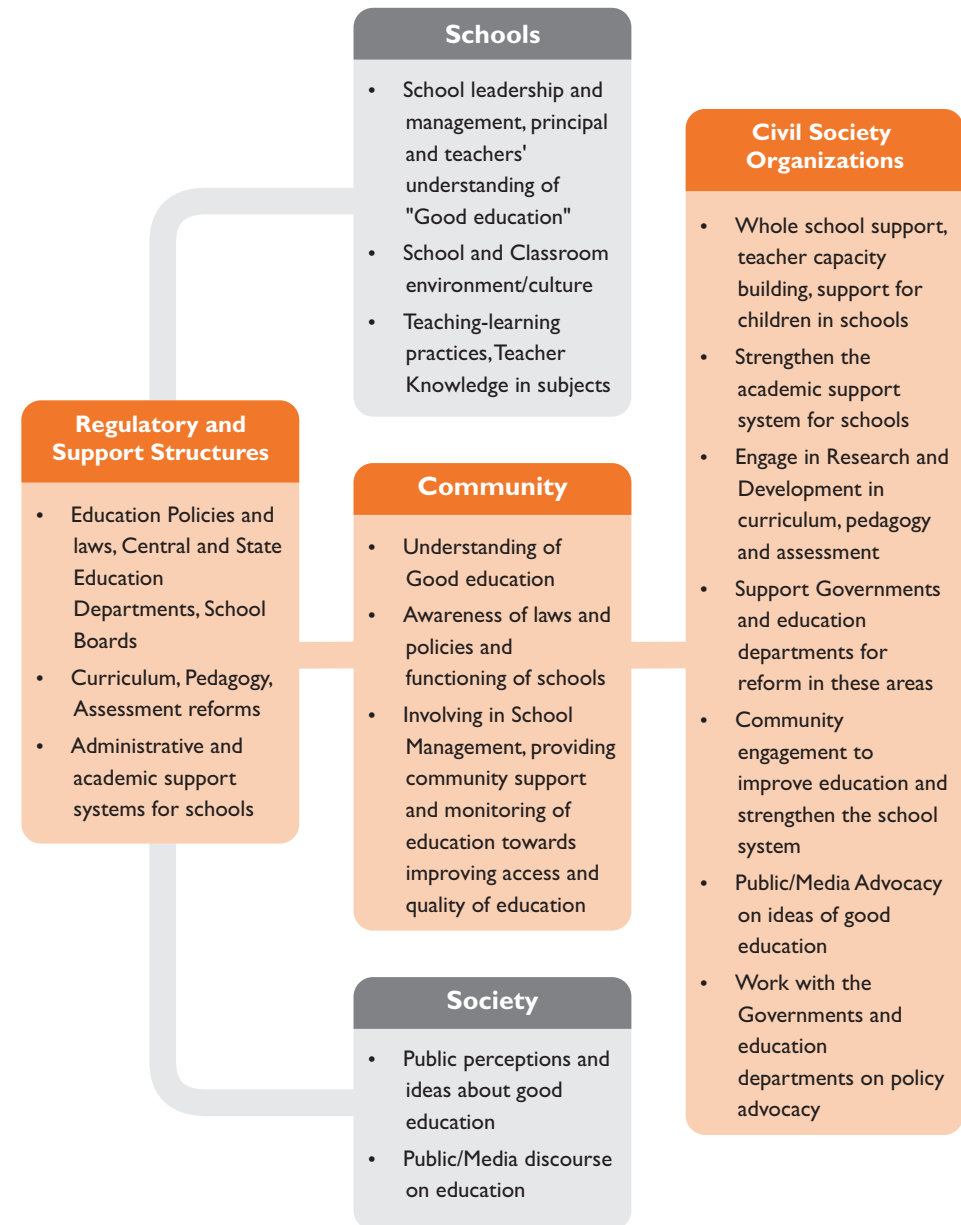 Schools
• School leadership and
management, principal
and teachers'
understanding of
"Good education"
• School and Classroom
environment/culture
• Teaching-learning
practices, Teacher
Knowledge in subjects
Regulatory and
Support Structures
• Education Policies and
laws, Central and State
Education
Departments, School
Boards
• Curriculum, Pedagogy,
Assessment reforms
• Administrative and
academic support
systems for schools
Community
• Understanding of
Good education
• Awareness of laws and
policies and
functioning of schools
• Involving in School
Management, providing
community support
and monitoring of
education towards
improving access and
quality of education
Society
• Public perceptions and
ideas about good
education
• Public/Media discourse
on education
Civil Society
Organizations
• Whole school support,
teacher capacity
building, support for
children in schools
• Strengthen the
academic support
system for schools
• Engage in Research and
Development in
curriculum, pedagogy
and assessment
• Support Governments
and education
departments for
reform in these areas
• Community
engagement to
improve education and
strengthen the school
system
• Public/Media Advocacy
on ideas of good
education
• Work with the
Governments and
education
departments on policy
advocacy